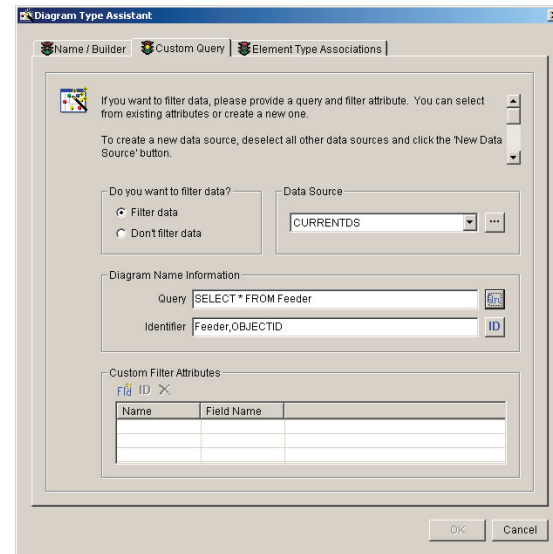 Diagram Type Assistant
Name / Builder
Custom Query
Element Type Associations
If you want to filter data, please provide a query and filter attribute. You can select
from existing attributes or create a new one.
To create a new data source, deselect all other data sources and click the 'New Data
Source' button.
Do you want to filter data?
Filter data
Don't filter data
Data Source
CURRENTDS
...
Diagram Name Information
Query
SELECT * FROM Feeder
Identifier
Feeder,OBJECTID
ID
Custom Filter Attributes
ID
Name
Field Name
OK
Cancel